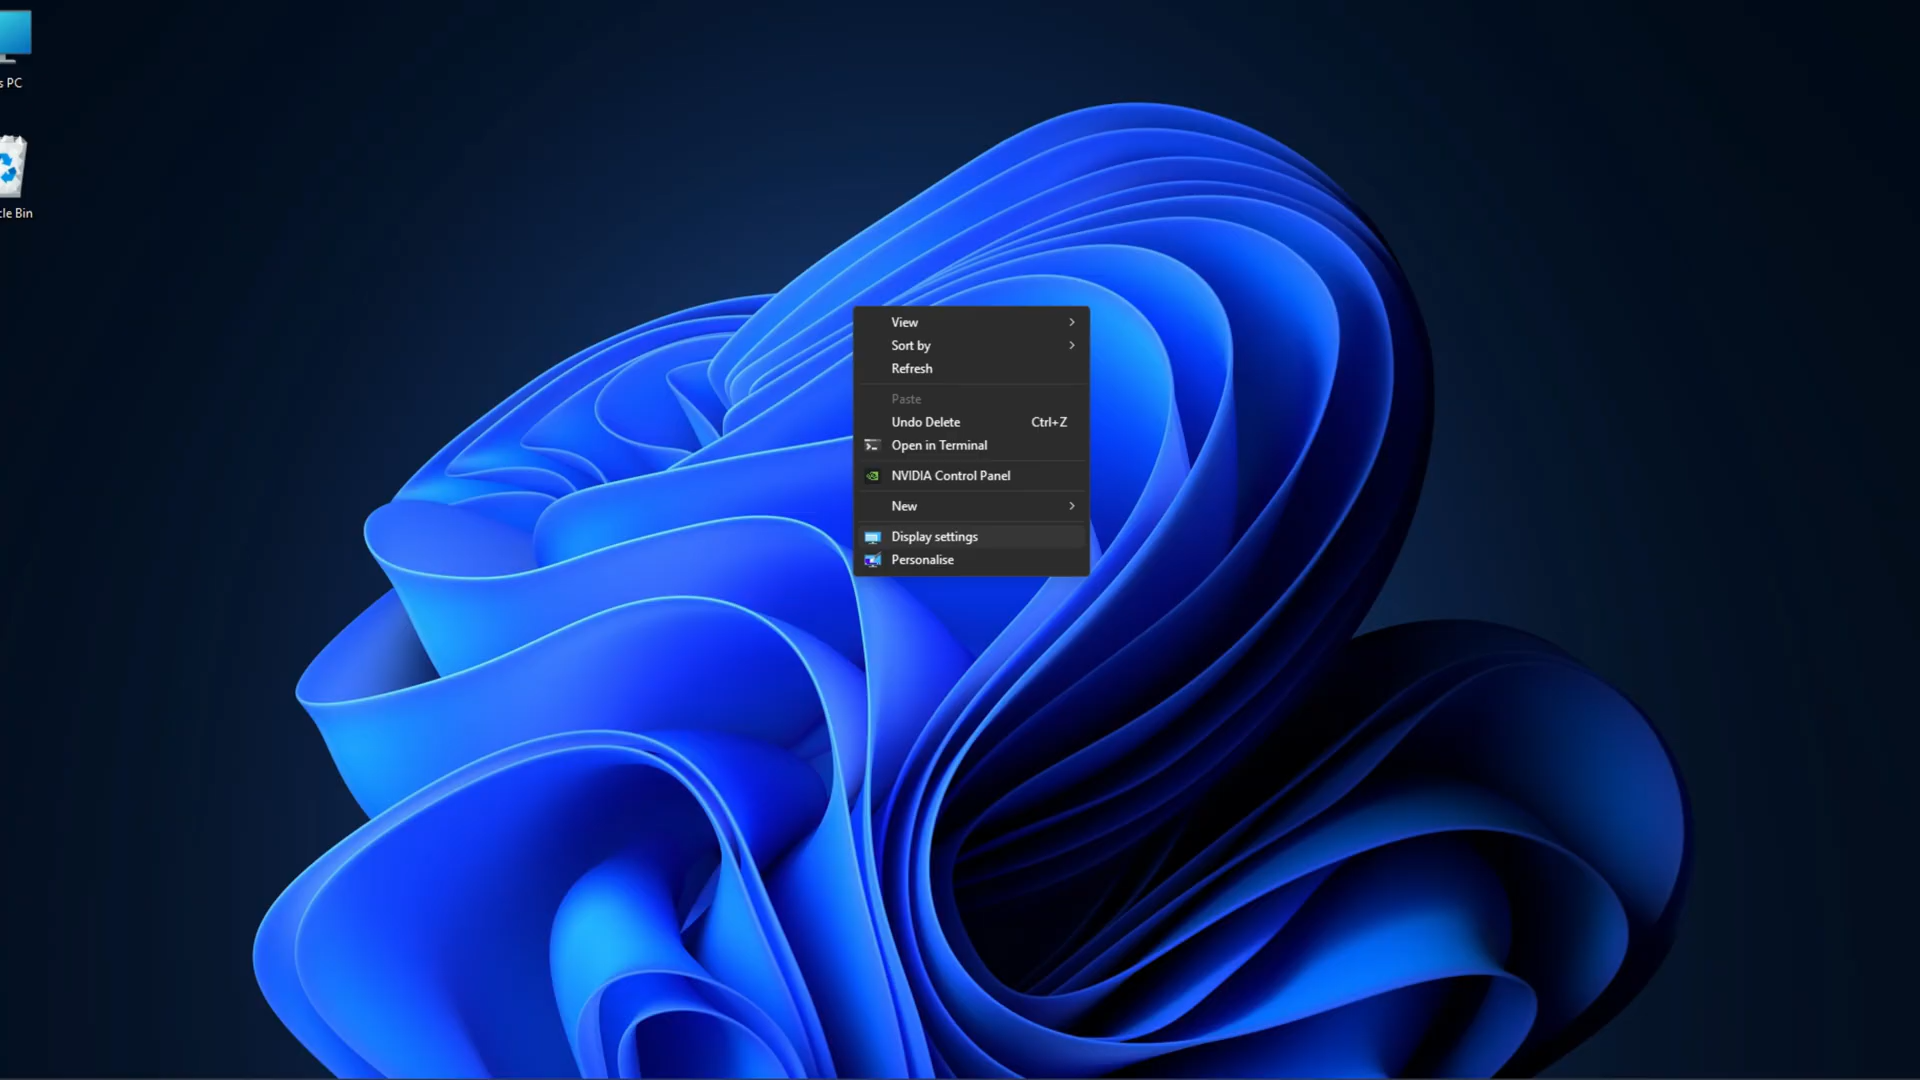 s PC
cle Bin
View
Sort by
Refresh
Paste
Undo Delete Ctrl+Z
Open in Terminal
NVIDIA Control Panel
New
Display settings
Personalise